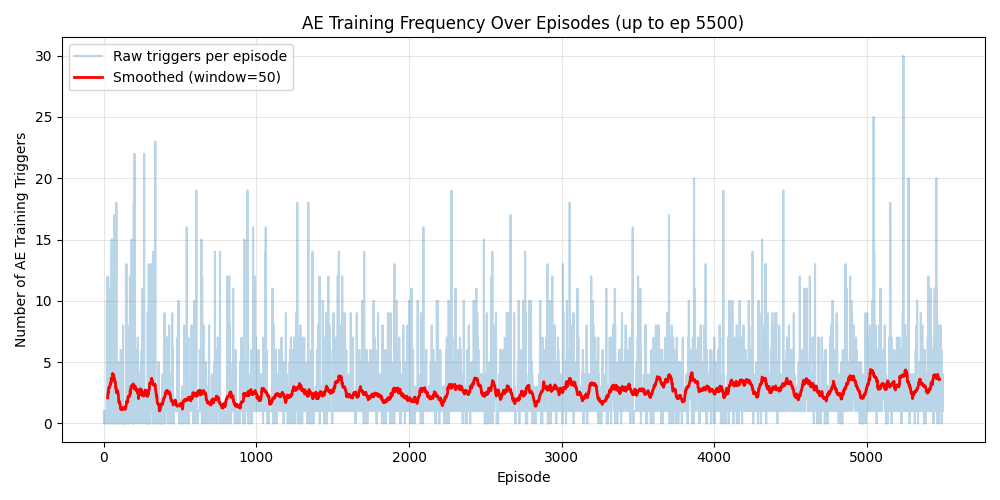 AE Training Frequency Over Episodes (up to ep 5500)
Raw triggers per episode
Smoothed (window=50)
Number of AE Training Triggers
30
25
20
15
10
5
0
0 1000 2000 3000 4000 5000
Episode